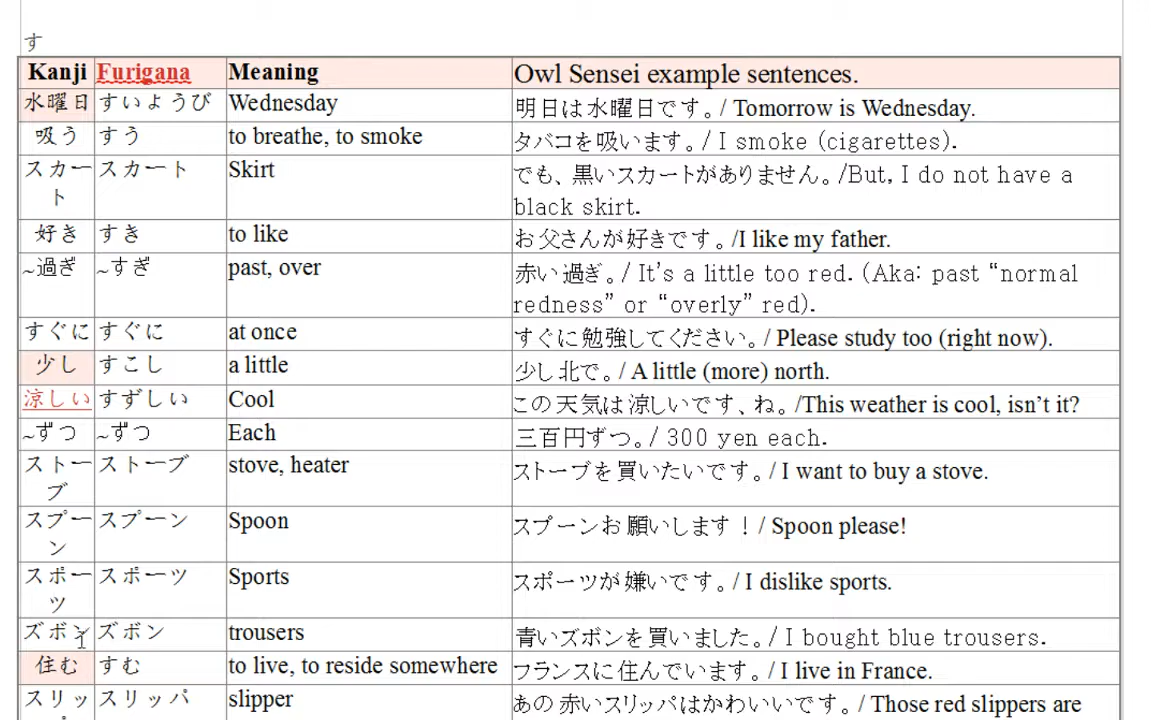 す
Kanji Furigana Meaning Owl Sensei example sentences.
水曜日 すいようび Wednesday 明日は水曜日です。/ Tomorrow is Wednesday.
吸う すう to breathe, to smoke タバコを吸います。/ I smoke (cigarettes).
スカー スカート Skirt でも、黒いスカートがありません。/But, I do not have a
ト black skirt.
好き すき to like お父さんが好きです。/I like my father.
~過ぎ ~すぎ past, over 赤い過ぎ。/ It's a little too red. (Aka: past “normal
redness” or “overly” red).
すぐに すぐに at once すぐに勉強してください。/ Please study too (right now).
少し すこし a little 少し北で。/ A little (more) north.
涼しい すずしい Cool この天気は涼しいです、ね。/This weather is cool, isn't it?
~ずつ ~ずつ Each 三百円ずつ。/ 300 yen each.
ストー ストーブ stove, heater ストーブを買いたいです。/ I want to buy a stove.
ブ
スプー スプーン Spoon スプーンお願いします！/ Spoon please!
ン
スポー スポーツ Sports スポーツが嫌いです。/ I dislike sports.
ツ
ズボン ズボン trousers 青いズボンを買いました。/ I bought blue trousers.
住む すむ to live, to reside somewhere フランスに住んでいます。/ I live in France.
スリッ スリッパ slipper あの赤いスリッパはかわいいです。/ Those red slippers are